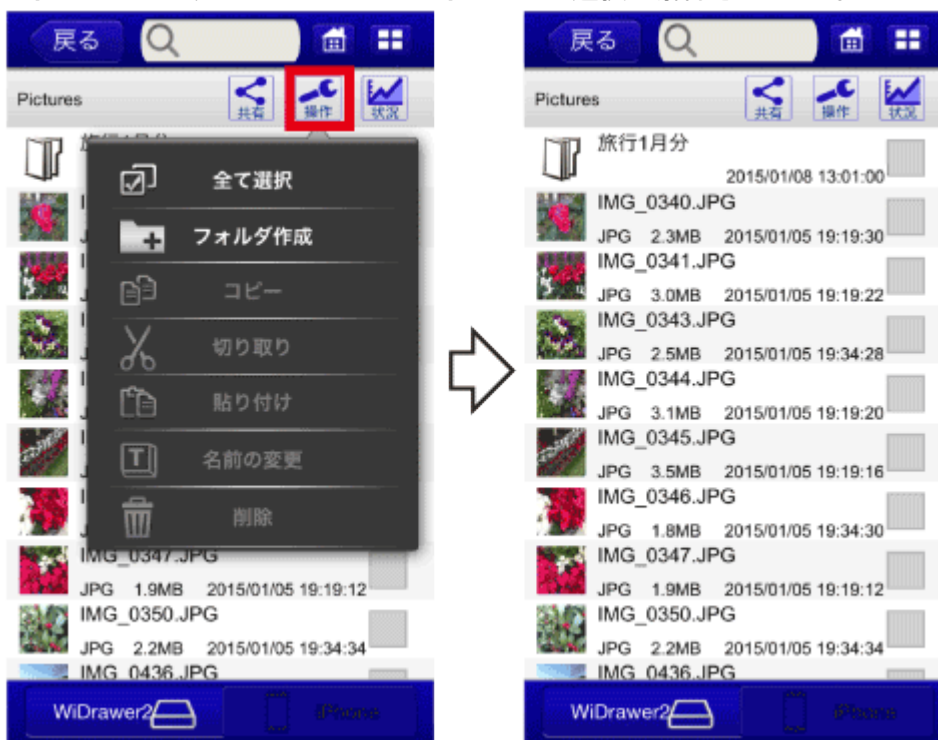 戻る
Pictures
共有
操作
状況
全て選択
フォルダ作成
コピー
切り取り
貼り付け
名前の変更
削除
IMG_0347.JPG
JPG 1.9MB 2015/01/05 19:19:12
IMG_0350.JPG
JPG 2.2MB 2015/01/05 19:34:34
IMG_0436.JPG
WiDrawer2
戻る
Pictures
共有
操作
状況
旅行1月分
2015/01/08 13:01:00
IMG_0340.JPG
JPG 2.3MB 2015/01/05 19:19:30
IMG_0341.JPG
JPG 3.0MB 2015/01/05 19:19:22
IMG_0343.JPG
JPG 2.5MB 2015/01/05 19:34:28
IMG_0344.JPG
JPG 3.1MB 2015/01/05 19:19:20
IMG_0345.JPG
JPG 3.5MB 2015/01/05 19:19:16
IMG_0346.JPG
JPG 1.8MB 2015/01/05 19:34:30
IMG_0347.JPG
JPG 1.9MB 2015/01/05 19:19:12
IMG_0350.JPG
JPG 2.2MB 2015/01/05 19:34:34
IMG_0436.JPG
WiDrawer2